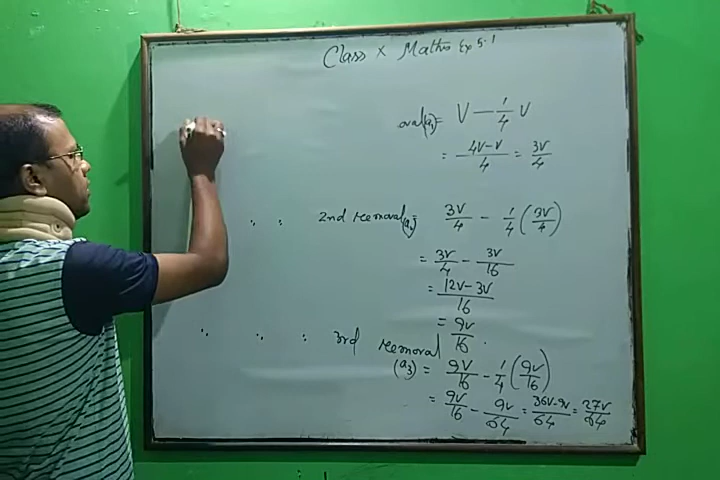 Class X Maths Ex 5.1
oval(a₁)= V — 1/4 V
= 4V-V/4 = 3V/4
" " 2nd removal(a₂)= 3V/4 - 1/4 (3V/4)
= 3V/4 - 3V/16
= 12V-3V/16
= 9V/16 .
" " : 3rd removal
(a₃) = 9V/16 - 1/4 (9V/16)
= 9V/16 - 9V/64 = 36V-9V/64 = 27V/64